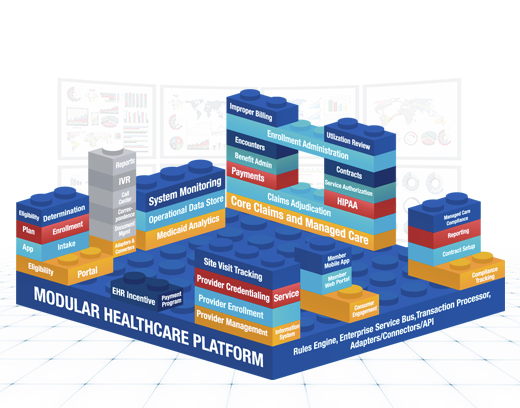 Improper Billing
Enrollment Administration
Utlization Review
Encounters
Benefit Admin
Payments
Contracts
Service Authorization
HIPAA
Claims Adjudication
Core Claims and Managed Care
Reports
IVR
Call
Center
Corres-
pondence
Document
Mgmt
Adapters &
Connectors
System Monitoring
Operational Data Store
Medicaid Analytics
Eligibility
Determination
Plan
Enrollment
App
Intake
Eligibility
Portal
Managed Care
Compliance
Reporting
Contract Setup
Compliance
Tracking
Site Visit Tracking
Provider Credentialing
Service
Provider Enrollment
Provider Management
Information
System
Member
Mobile App
Member
Web Portal
Consumer
Engagement
EHR Incentive
Payment
Program
MODULAR HEALTHCARE PLATFORM
Rules Engine, Enterprise Service Bus,Transaction Processor,
Adapters/Connectors/API